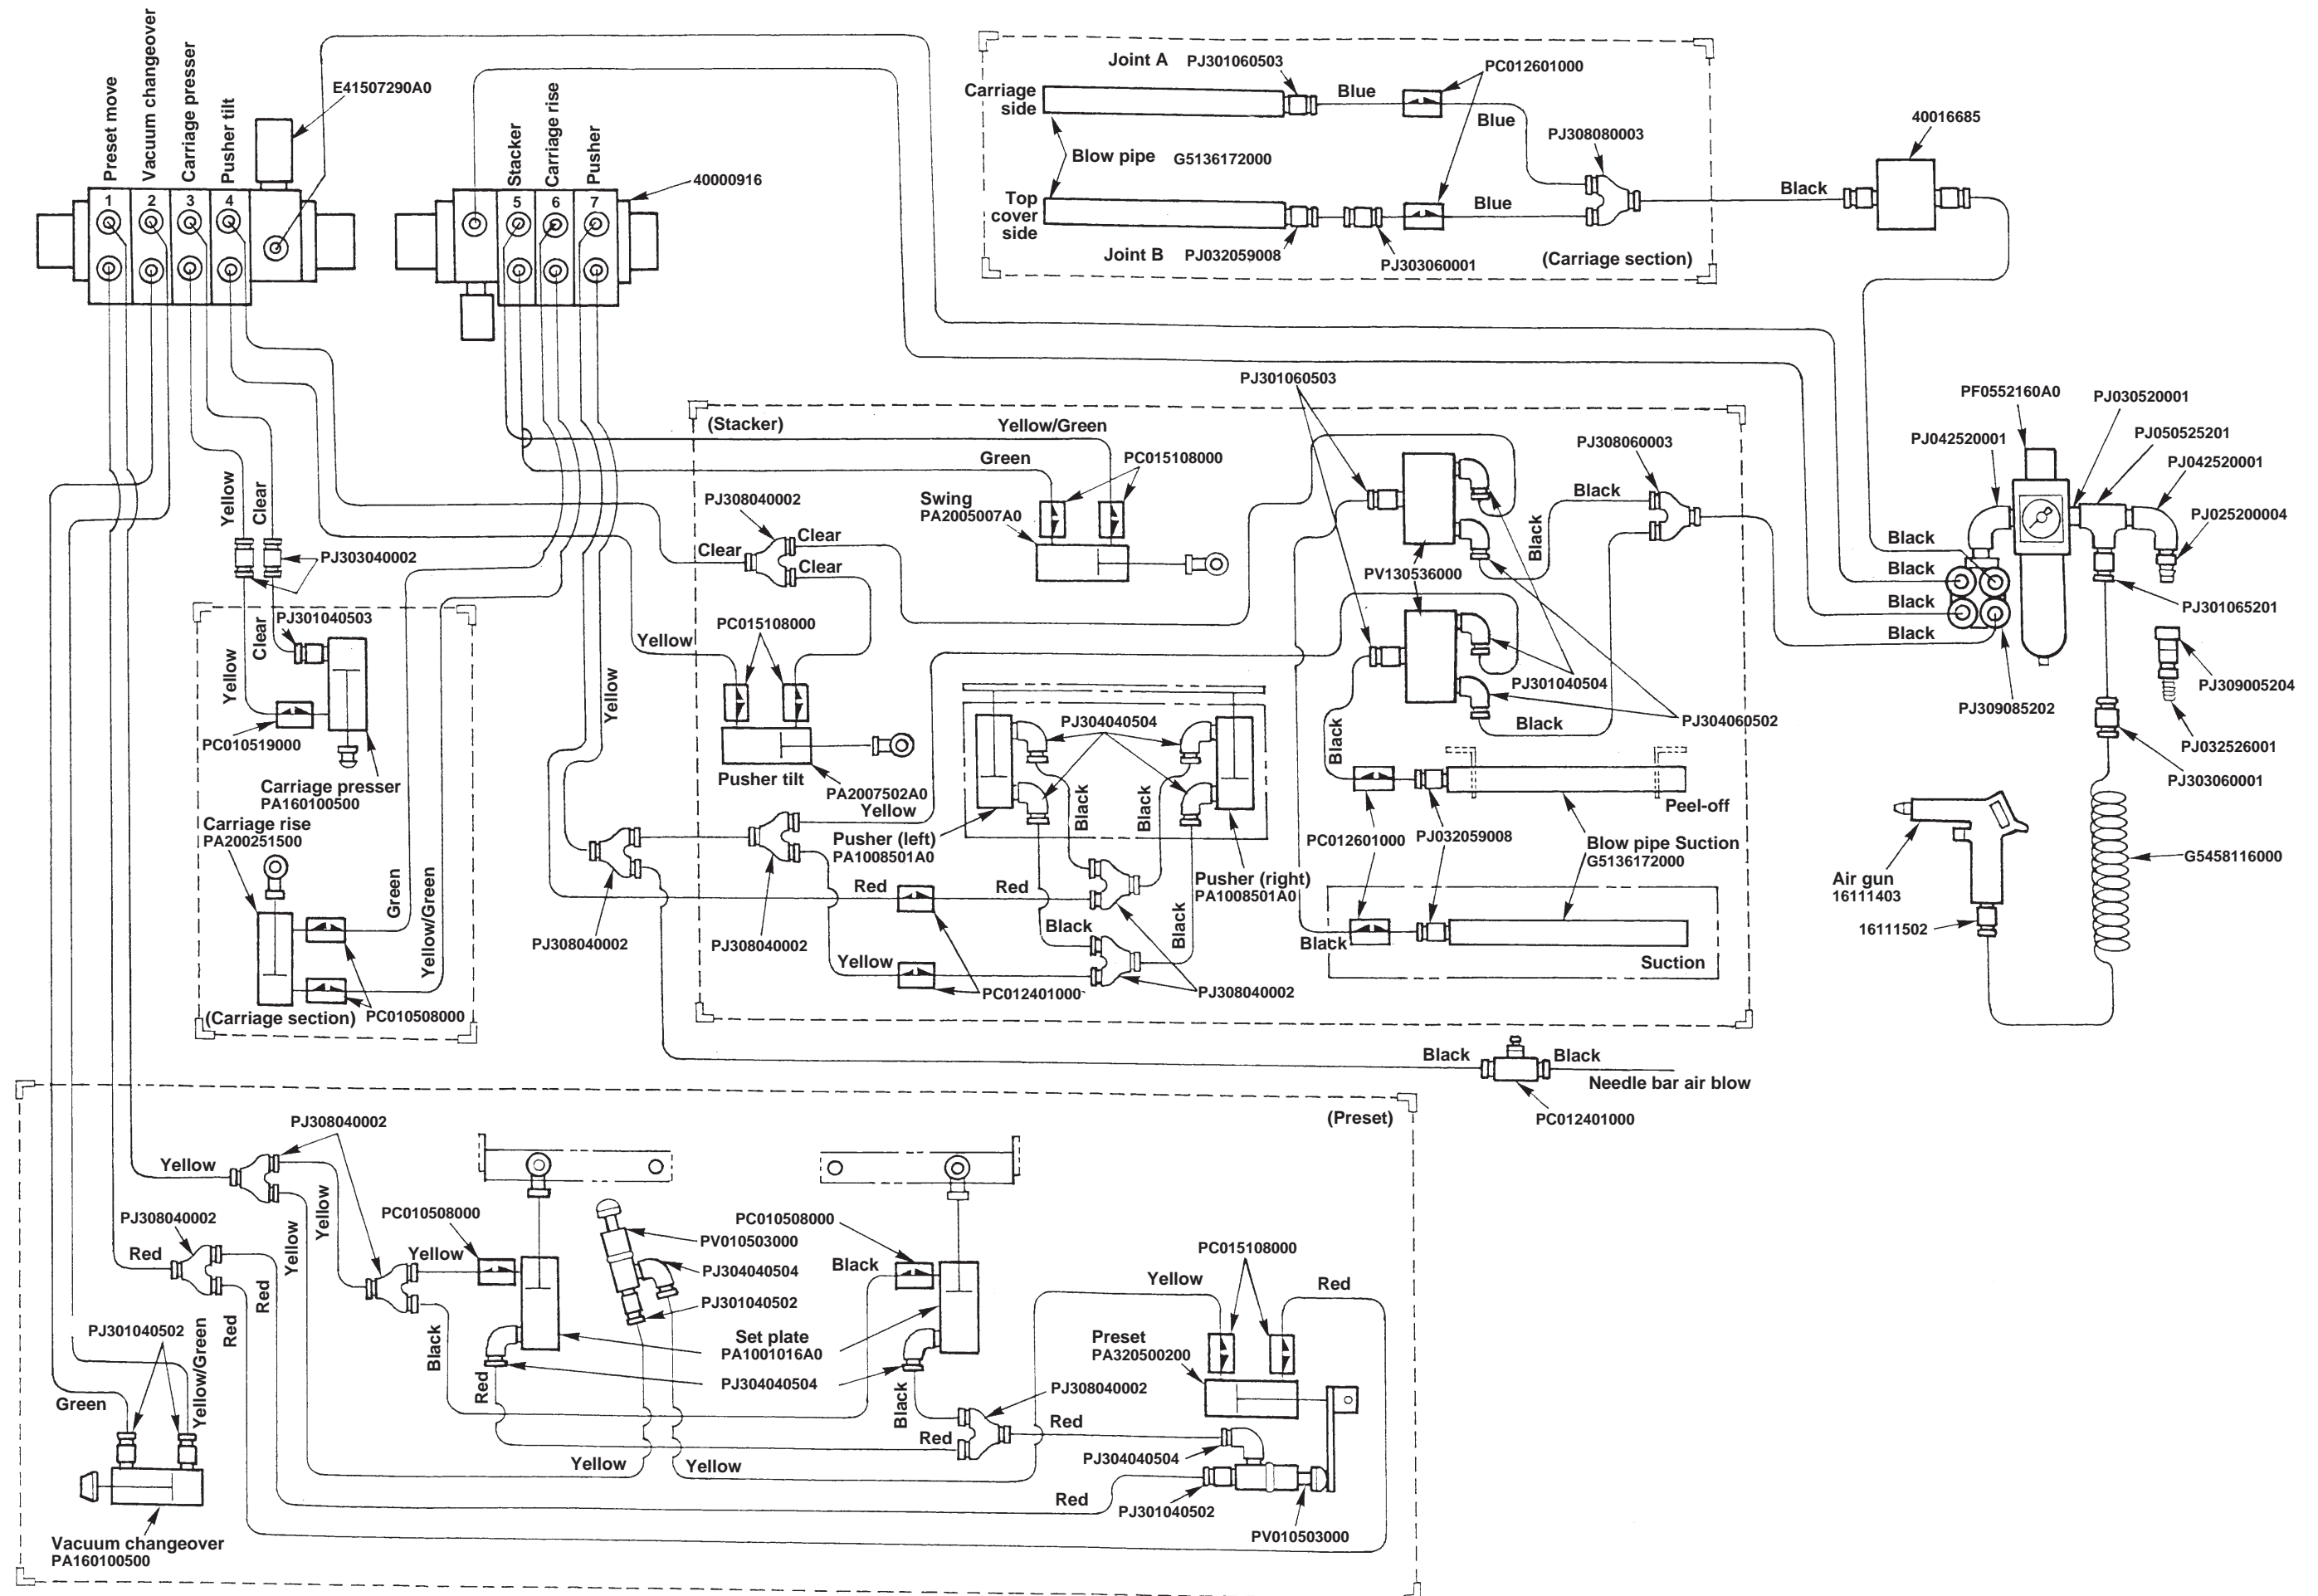 Preset move
Vacuum changeover
Carriage presser
Pusher tilt
E41507290A0
1 2 3 4
Stacker
Carriage rise
Pusher
5 6 7
40000916
Joint A PJ301060503
Carriage
side
Blue
PC012601000
Blue
PJ308080003
Blow pipe G5136172000
Top
cover
side
Blue
Joint B PJ032059008
PJ303060001
(Carriage section)
Black
40016685
PF0552160A0
PJ030520001
PJ042520001
PJ050525201
PJ042520001
PJ025200004
Black
Black
Black
Black
PJ301065201
PJ309005204
PJ309085202
PJ032526001
PJ303060001
G5458116000
Air gun
16111403
16111502
Yellow
Clear
PJ303040002
PJ301040503
Clear
Yellow
PC010519000
Carriage presser
PA160100500
Carriage rise
PA200251500
Green
Yellow/Green
PC010508000
(Carriage section)
(Stacker)
Yellow/Green
Green
PC015108000
Swing
PA2005007A0
PJ308040002
Clear
Clear
Clear
PJ301060503
PJ308060003
Black
Black
PV130536000
PC015108000
Yellow
Yellow
PJ301040504
PJ304060502
Black
Black
PJ304040504
Pusher tilt
PA2007502A0
Yellow
Black
Black
Pusher (left)
PA1008501A0
Pusher (right)
PA1008501A0
Peel-off
PC012601000
PJ032059008
Blow pipe Suction
G5136172000
Red
Red
PJ308040002
PJ308040002
Black
Black
Yellow
PC012401000
PJ308040002
Black
Suction
Black
Black
Needle bar air blow
PC012401000
(Preset)
PJ308040002
Yellow
PJ308040002
Red
Yellow
Yellow
Red
Red
PC010508000
Yellow
PV010503000
PJ304040504
PJ301040502
PC010508000
Black
Set plate
PA1001016A0
PJ304040504
Black
Red
Black
PJ308040002
Red
Red
Yellow
Yellow
Red
PC015108000
Yellow
Red
Preset
PA320500200
PJ304040504
PJ301040502
PV010503000
PJ301040502
Yellow/Green
Green
Vacuum changeover
PA160100500